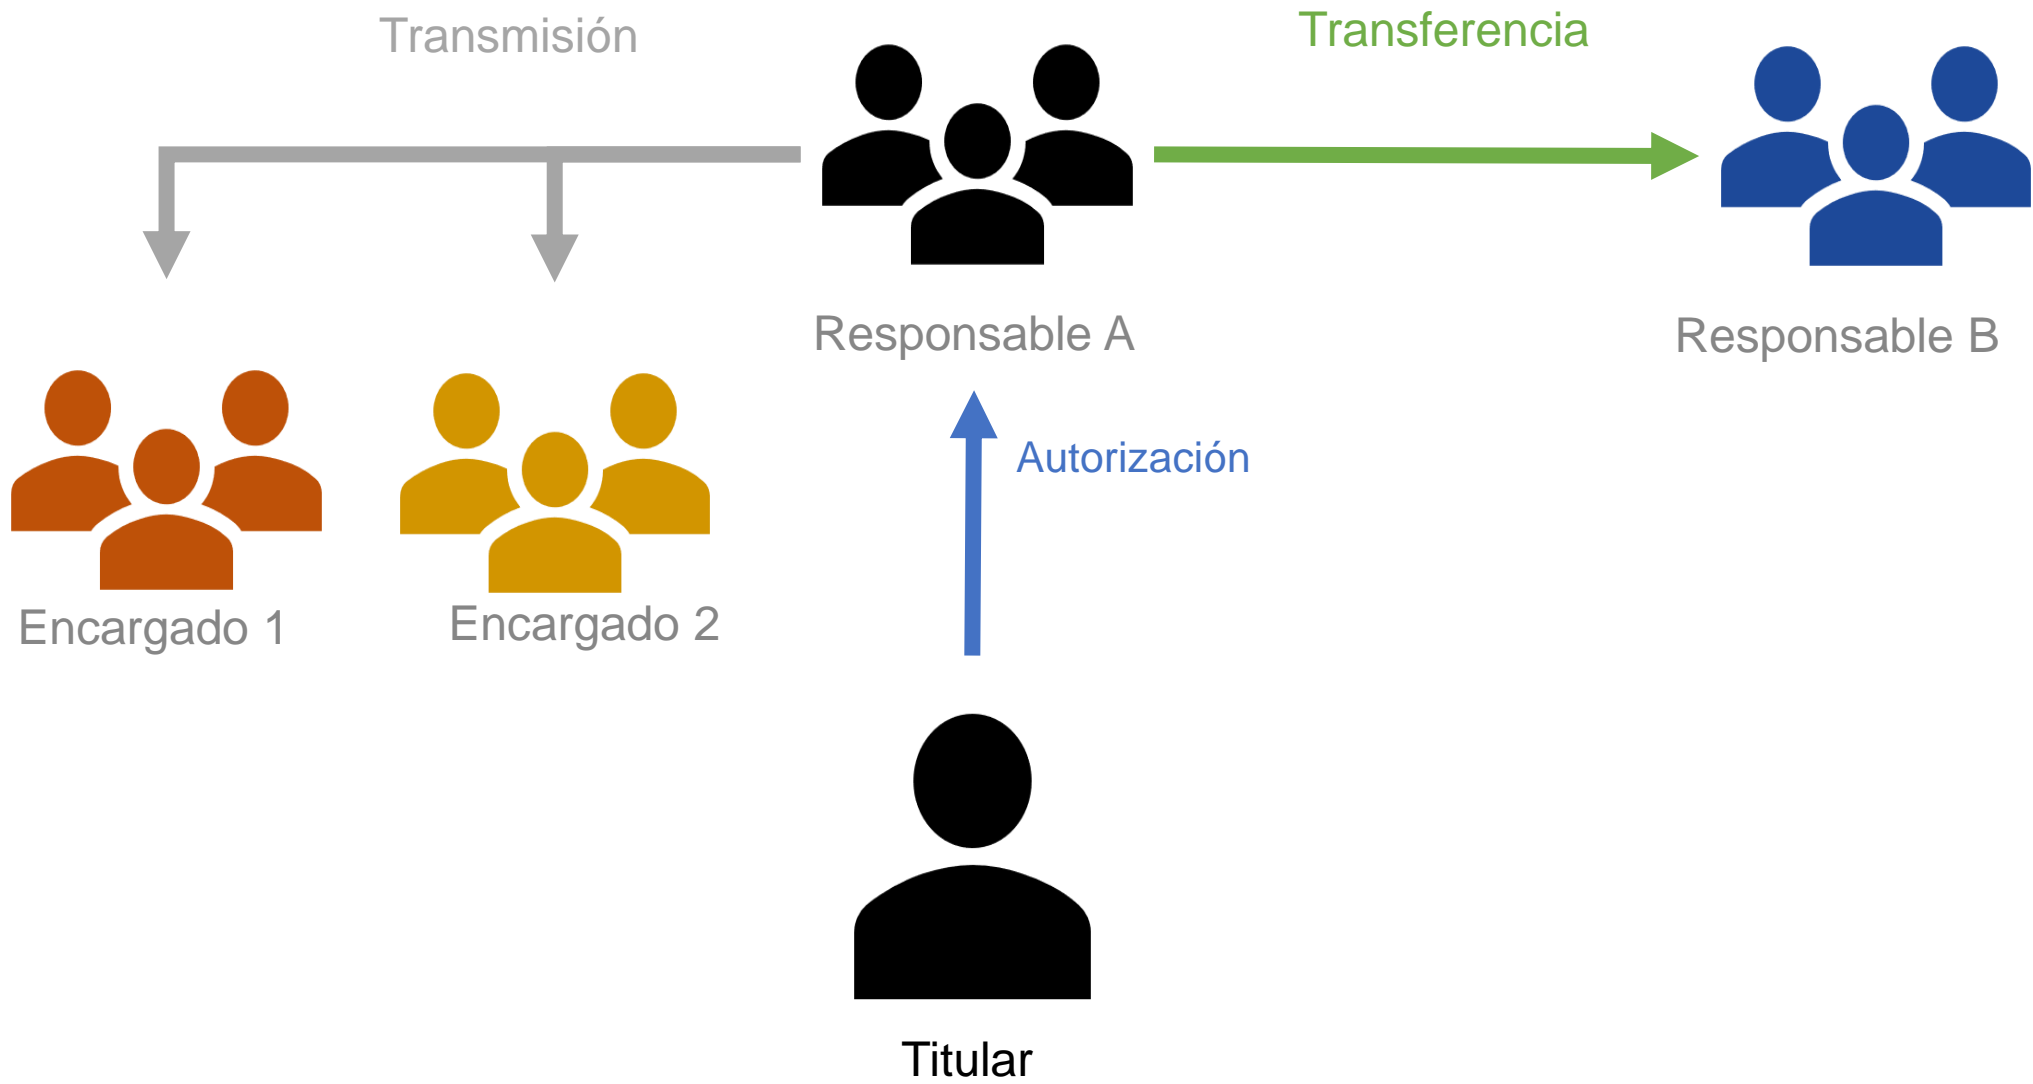 Transmisión
Transferencia
Responsable A
Responsable B
Autorización
Encargado 1
Encargado 2
Titular